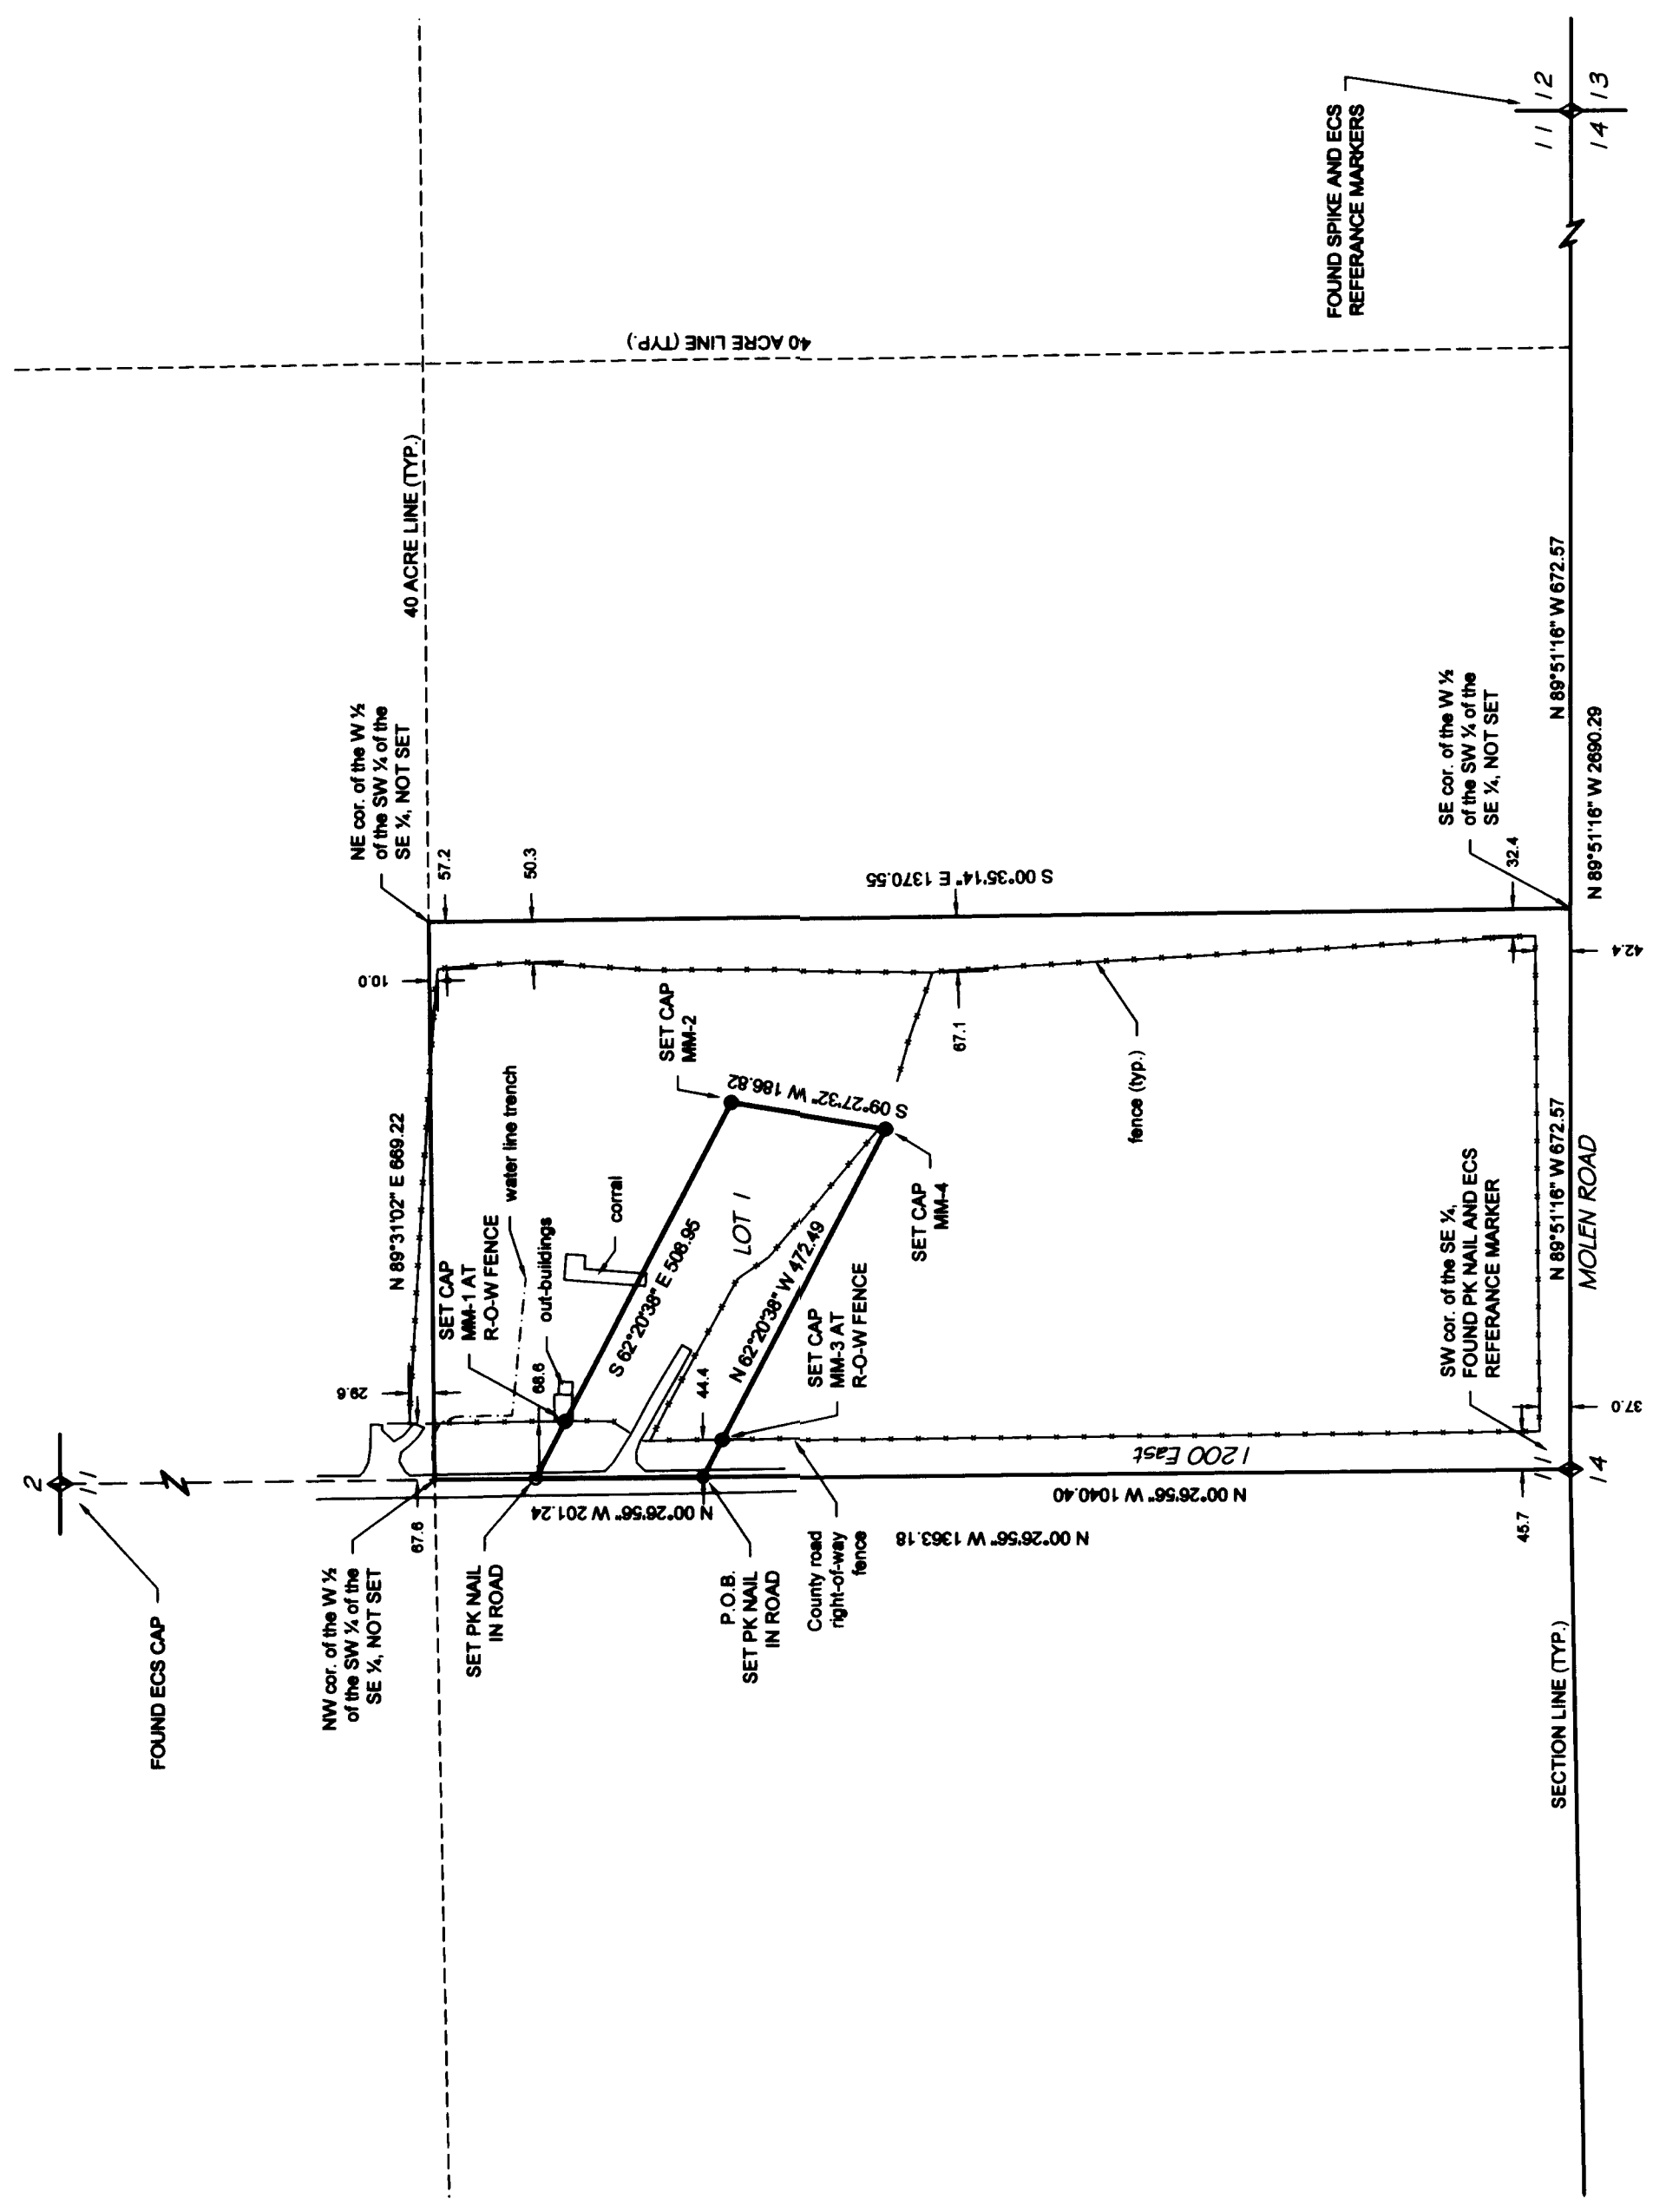 2
11
FOUND ECS CAP
NW cor. of the W ½
of the SW ¼ of the
SE ¼, NOT SET
67.6
29.6
N 89°31'02" E 669.22
10.0
NE cor. of the W ½
of the SW ¼ of the
SE ¼, NOT SET
57.2
50.3
40 ACRE LINE (TYP.)
40 ACRE LINE (TYP.)
SET CAP
MM-1 AT
R-O-W FENCE
water line trench
out-buildings
corral
68.6
SET PK NAIL
IN ROAD
N 00°26'56" W 201.24
S 62°20'38" E 508.95
LOT 1
SET CAP
MM-2
S 09°27'32" W 186.82
N 62°20'38" W 472.49
44.4
SET CAP
MM-3 AT
R-O-W FENCE
SET CAP
MM-4
P.O.B.
SET PK NAIL
IN ROAD
County road
right-of-way
fence
N 00°26'56" W 1363.18
N 00°26'56" W 1040.40
1200 East
67.1
S 00°35'14" E 1370.55
fence (typ.)
32.4
SE cor. of the W ½
of the SW ¼ of the
SE ¼, NOT SET
FOUND SPIKE AND ECS
REFERANCE MARKERS
11
12
14
13
SW cor. of the SE ¼,
FOUND PK NAIL AND ECS
REFERANCE MARKER
45.7
11
14
SECTION LINE (TYP.)
37.0
N 89°51'16" W 672.57
MOLEN ROAD
42.4
N 89°51'16" W 672.57
N 89°51'16" W 2690.29